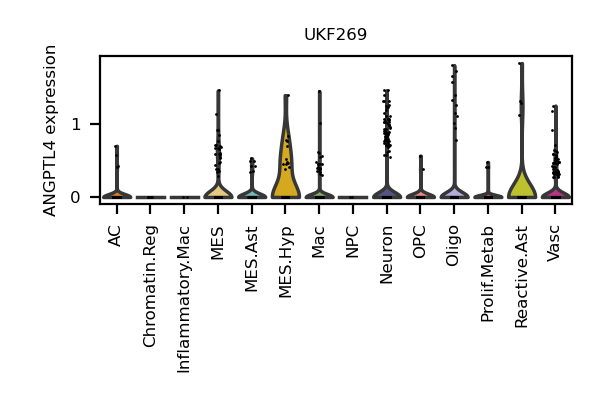 UKF269
ANGPTL4 expression
1
0
AC
Chromatin.Reg
Inflammatory.Mac
MES
MES.Ast
MES.Hyp
Mac
NPC
Neuron
OPC
Oligo
Prolif.Metab
Reactive.Ast
Vasc